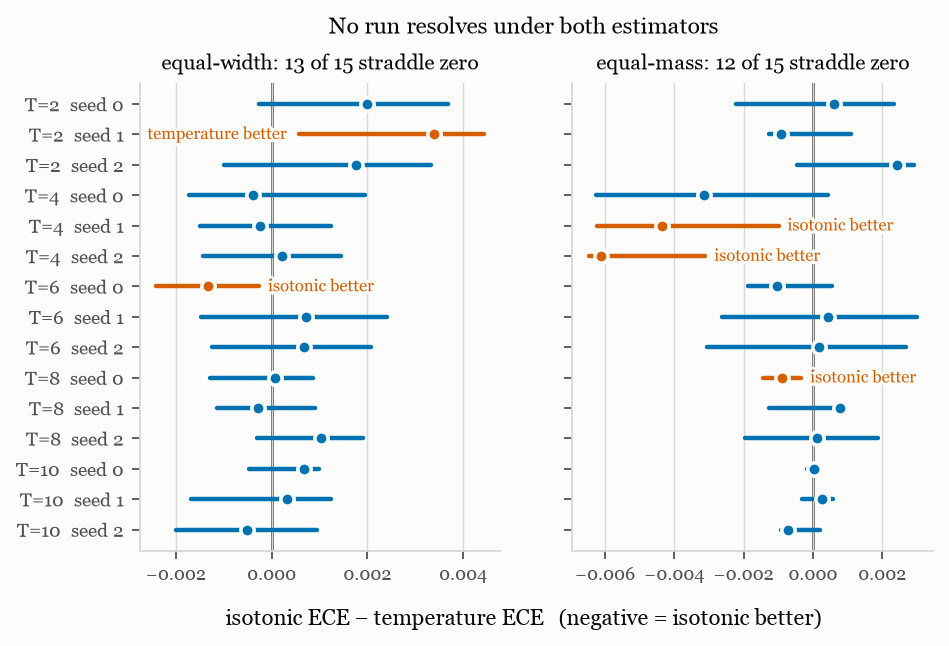 No run resolves under both estimators
equal-width: 13 of 15 straddle zero
equal-mass: 12 of 15 straddle zero
T=2 seed 0
T=2 seed 1
temperature better
T=2 seed 2
T=4 seed 0
T=4 seed 1
isotonic better
T=4 seed 2
isotonic better
T=6 seed 0
isotonic better
T=6 seed 1
T=6 seed 2
T=8 seed 0
isotonic better
T=8 seed 1
T=8 seed 2
T=10 seed 0
T=10 seed 1
T=10 seed 2
−0.002 0.000 0.002 0.004
−0.006 −0.004 −0.002 0.000 0.002
isotonic ECE − temperature ECE (negative = isotonic better)